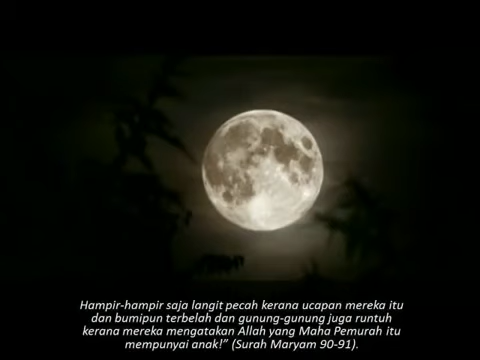 Hampir-hampir saja langit pecah kerana ucapan mereka itu
dan bumipun terbelah dan gunung-gunung juga runtuh
kerana mereka mengatakan Allah yang Maha Pemurah itu
mempunyai anak!” (Surah Maryam 90-91).